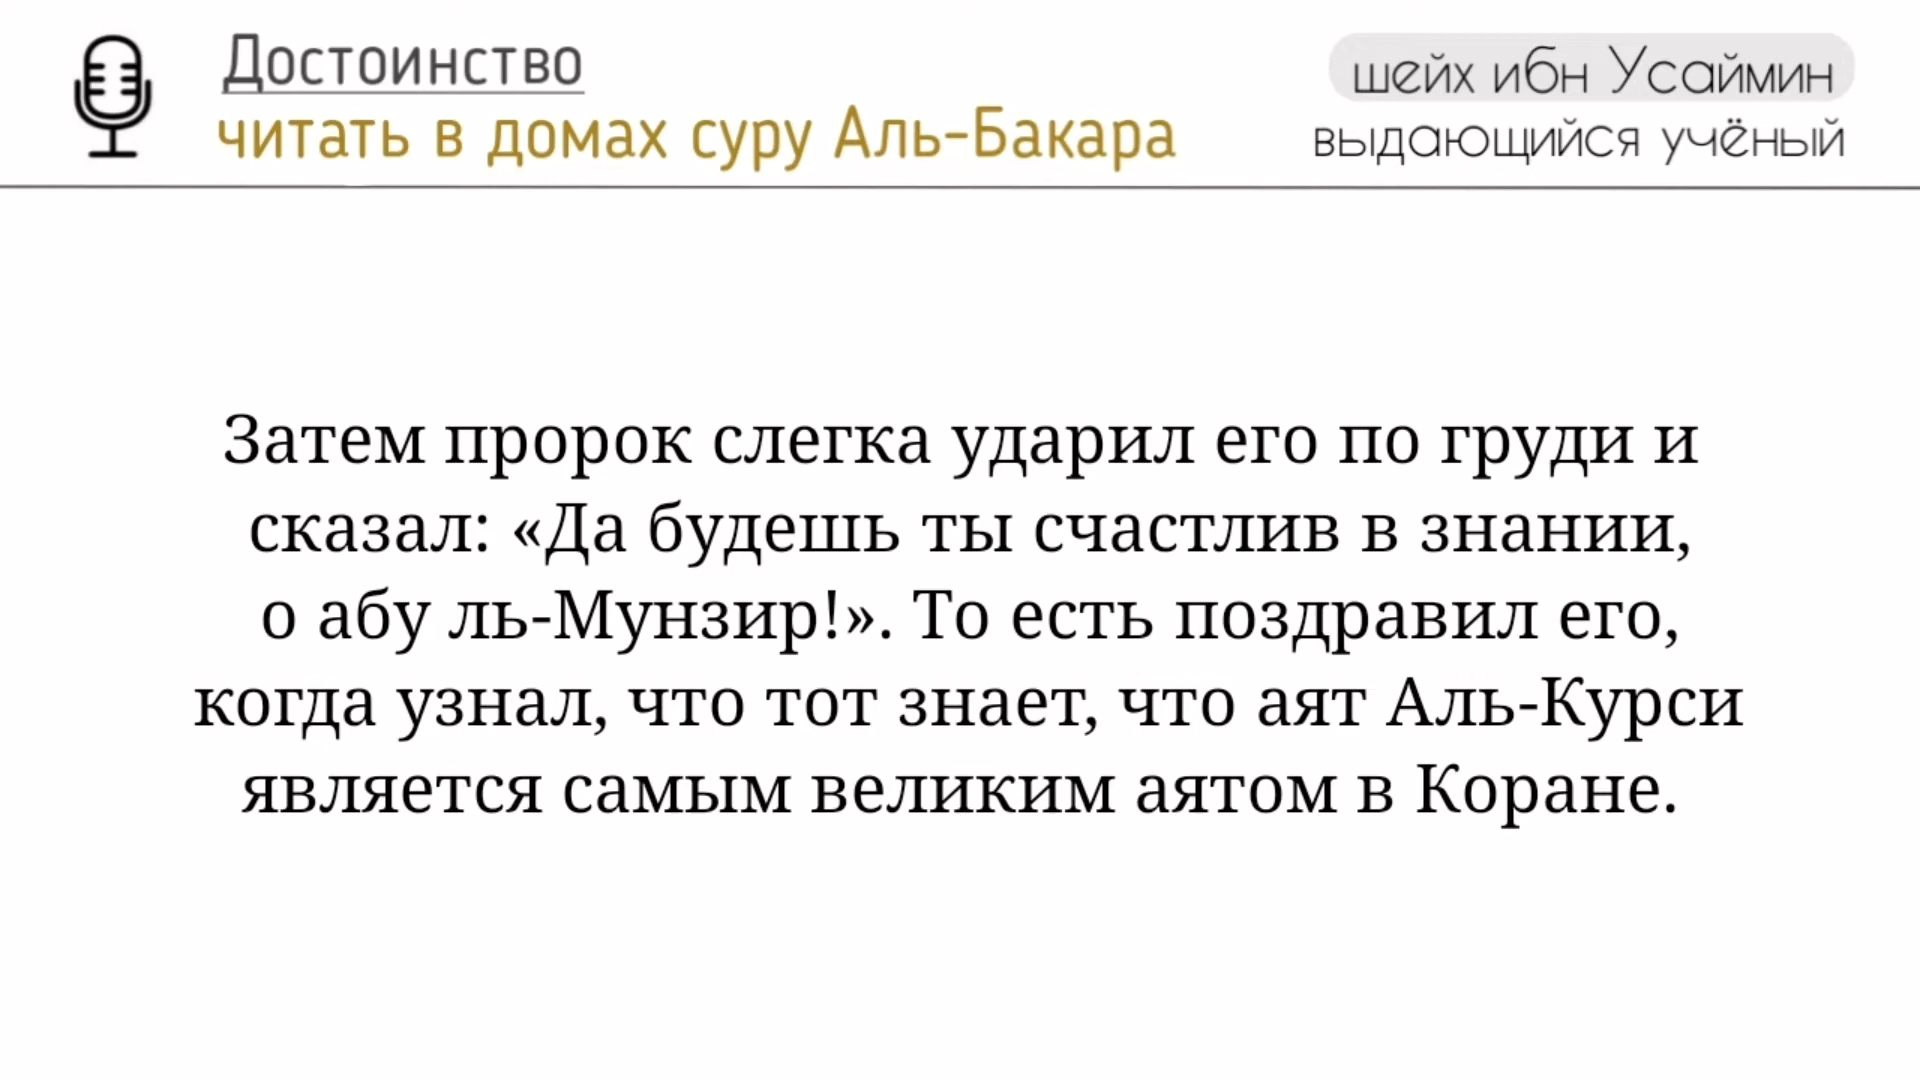 Достоинство
читать в домах суру Аль-Бакара
шейх ибн Усаймин
выдающийся учёный
Затем пророк слегка ударил его по груди и
сказал: «Да будешь ты счастлив в знании,
о абу ль-Мунзир!». То есть поздравил его,
когда узнал, что тот знает, что аят Аль-Курси
является самым великим аятом в Коране.